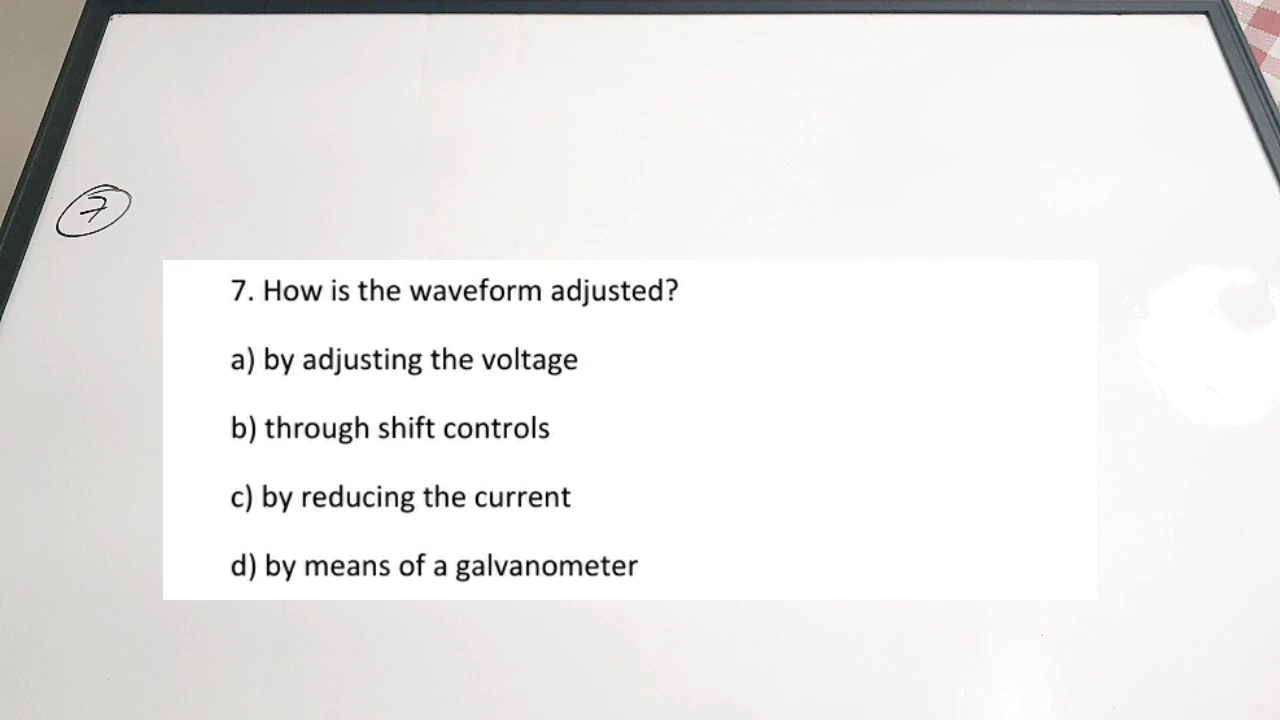 7
7. How is the waveform adjusted?
a) by adjusting the voltage
b) through shift controls
c) by reducing the current
d) by means of a galvanometer